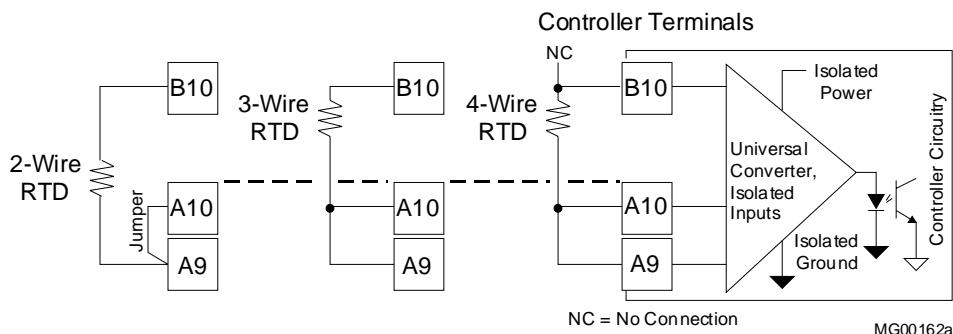 Controller Terminals
NC
B10
B10
B10
3-Wire
RTD
4-Wire
RTD
2-Wire
RTD
Jumper
A10
A10
A10
A9
A9
A9
Isolated
Power
Universal
Converter,
Isolated
Inputs
Isolated
Ground
Controller Circuitry
NC = No Connection
MG00162a